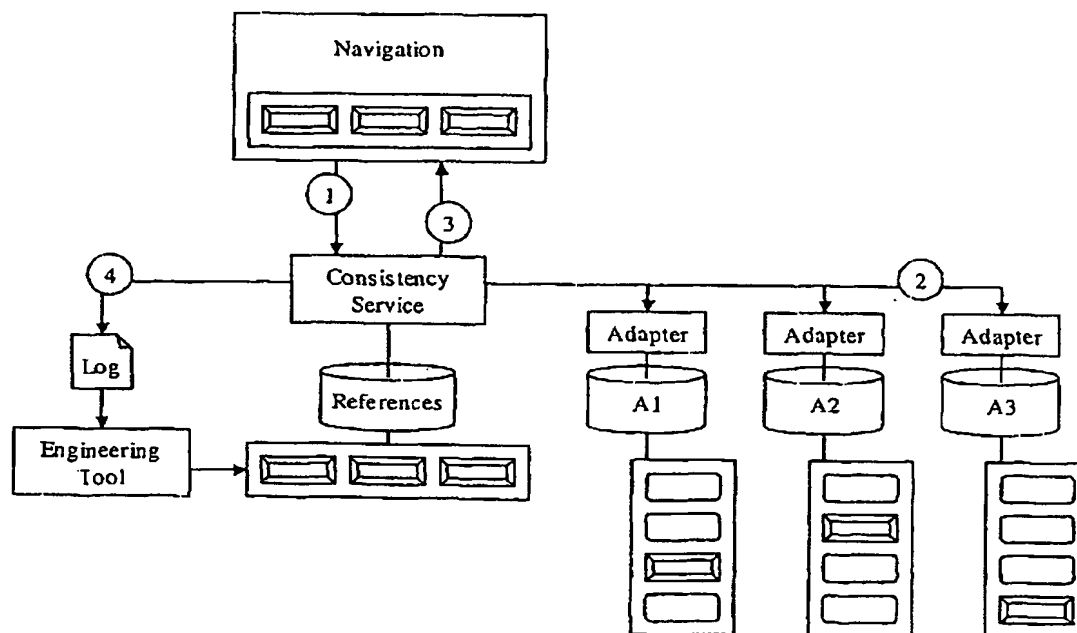 Navigation
1
3
4
Consistency
Service
2
Log
Adapter
Adapter
Adapter
References
A1
A2
A3
Engineering
Tool